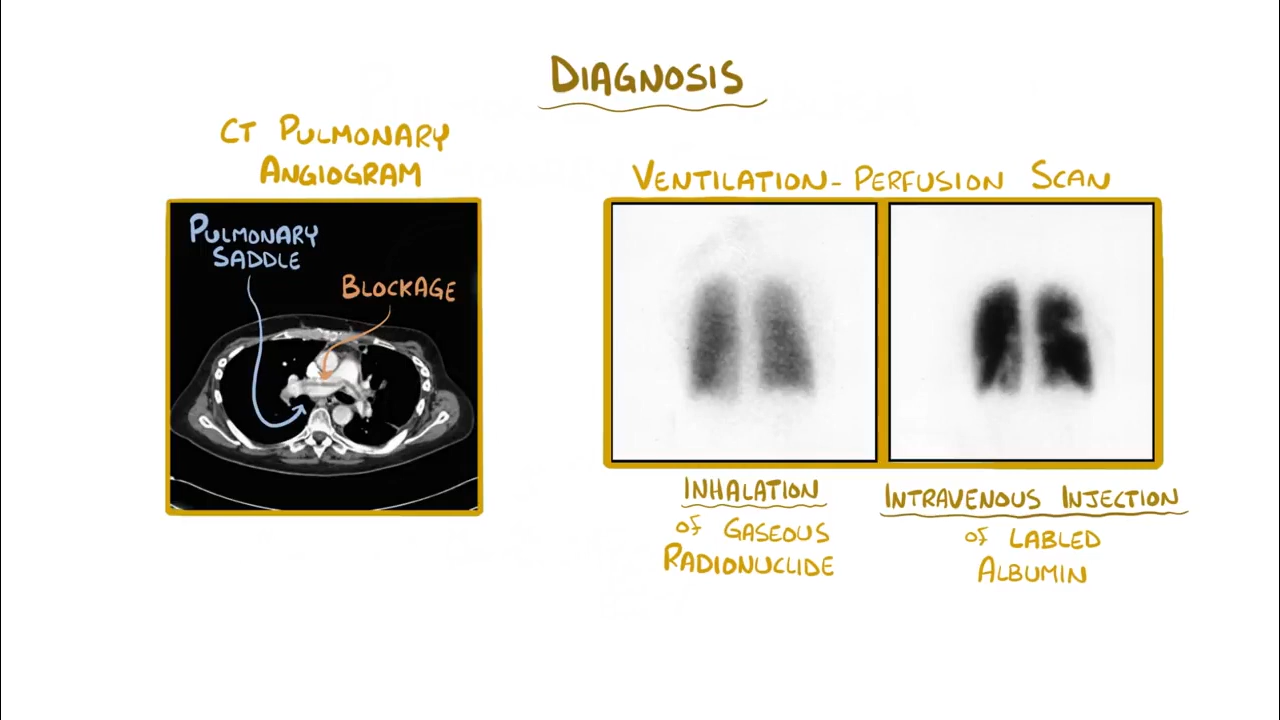 DIAGNOSIS
CT PULMONARY
ANGIOGRAM
PULMONARY
SADDLE
BLOCKAGE
VENTILATION-PERFUSION SCAN
INHALATION
of GASEOUS
RADIONUCLIDE
INTRAVENOUS INJECTION
of LABLED
ALBUMIN